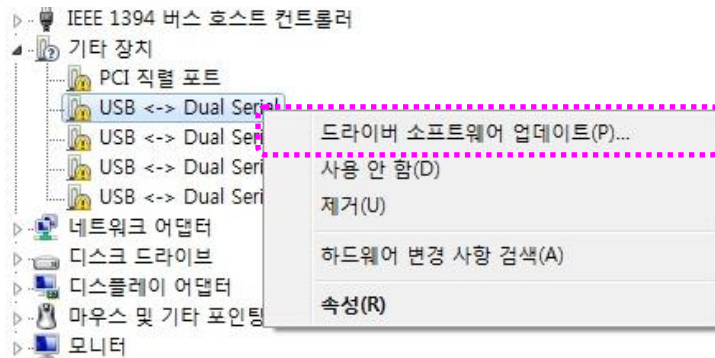 IEEE 1394 버스 호스트 컨트롤러
기타 장치
PCI 직렬 포트
USB <-> Dual Serial
USB <-> Dual Seri
USB <-> Dual Seri
USB <-> Dual Seri
네트워크 어댑터
디스크 드라이브
디스플레이 어댑터
마우스 및 기타 포인팅
모니터
드라이버 소프트웨어 업데이트(P)...
사용 안 함(D)
제거(U)
하드웨어 변경 사항 검색(A)
속성(R)